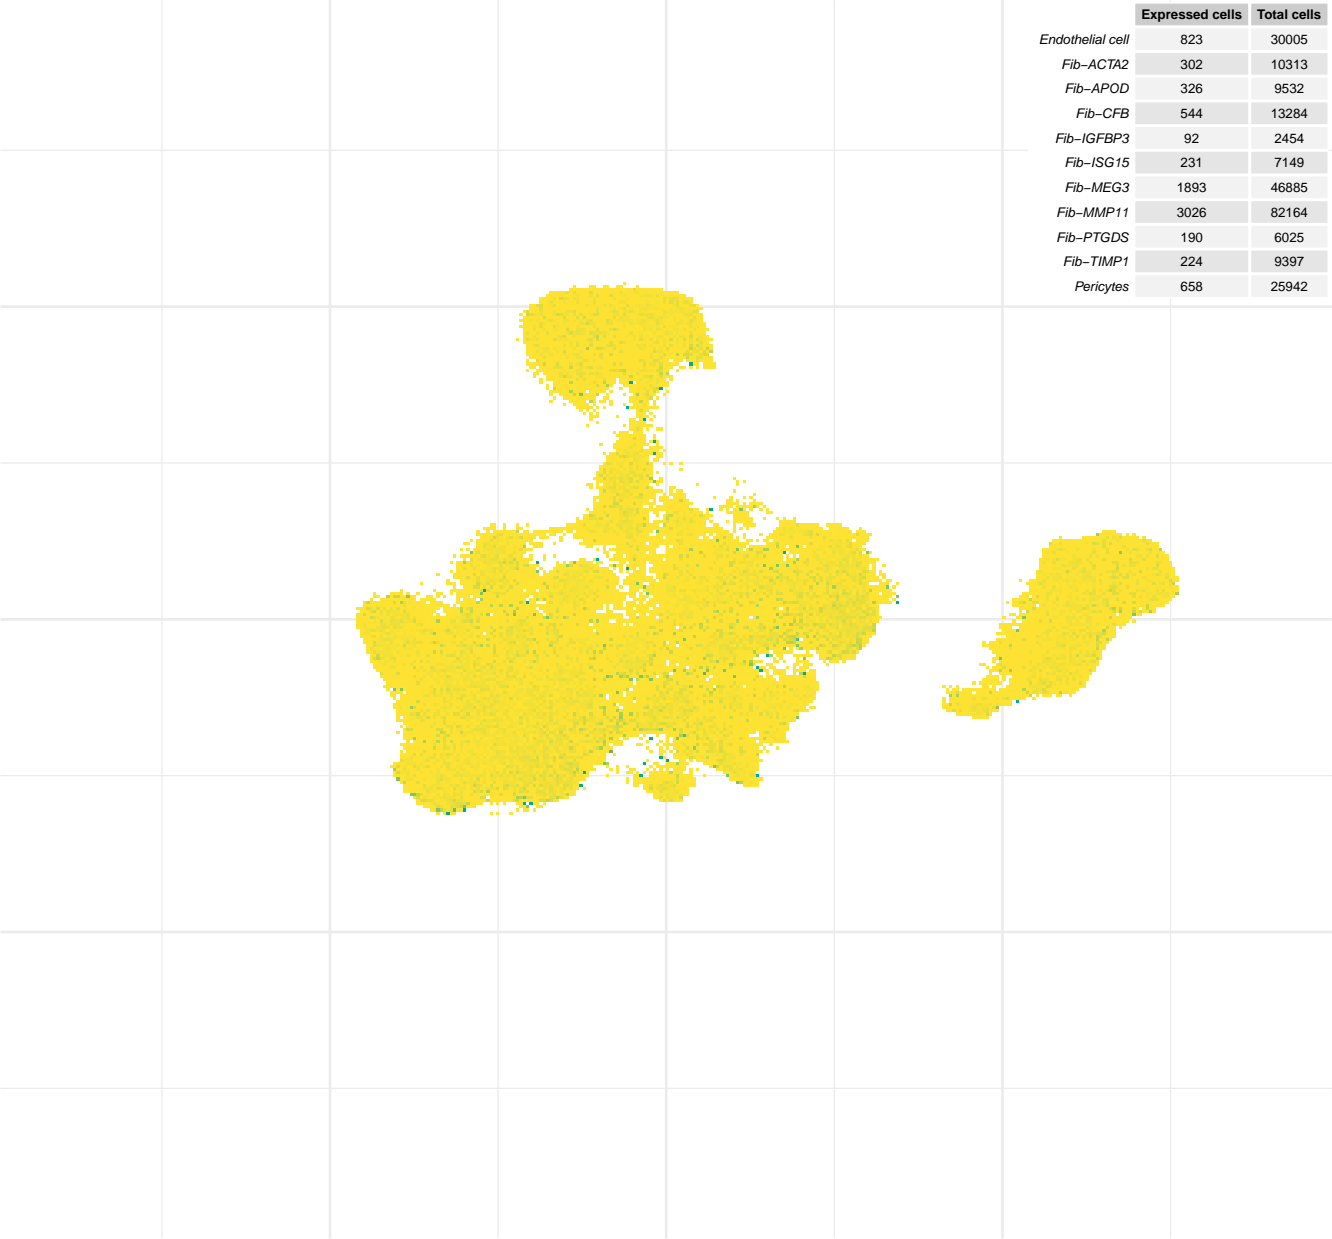 Expressed cells Total cells
Endothelial cell 823 30005
Fib−ACTA2 302 10313
Fib−APOD 326 9532
Fib−CFB 544 13284
Fib−IGFBP3 92 2454
Fib−ISG15 231 7149
Fib−MEG3 1893 46885
Fib−MMP11 3026 82164
Fib−PTGDS 190 6025
Fib−TIMP1 224 9397
Pericytes 658 25942